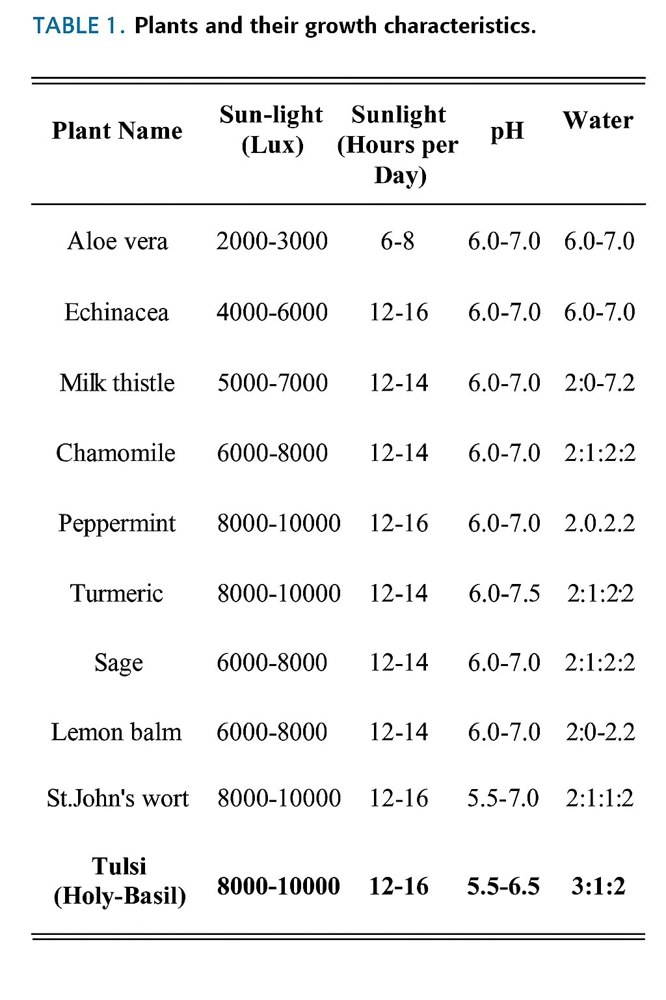 TABLE 1. Plants and their growth characteristics.
Plant Name Sun-light (Lux) Sunlight (Hours per Day) pH Water
Aloe vera 2000-3000 6-8 6.0-7.0 6.0-7.0
Echinacea 4000-6000 12-16 6.0-7.0 6.0-7.0
Milk thistle 5000-7000 12-14 6.0-7.0 2:0-7.2
Chamomile 6000-8000 12-14 6.0-7.0 2:1:2:2
Peppermint 8000-10000 12-16 6.0-7.0 2.0.2.2
Turmeric 8000-10000 12-14 6.0-7.5 2:1:2:2
Sage 6000-8000 12-14 6.0-7.0 2:1:2:2
Lemon balm 6000-8000 12-14 6.0-7.0 2:0-2.2
St.John's wort 8000-10000 12-16 5.5-7.0 2:1:1:2
Tulsi (Holy-Basil) 8000-10000 12-16 5.5-6.5 3:1:2